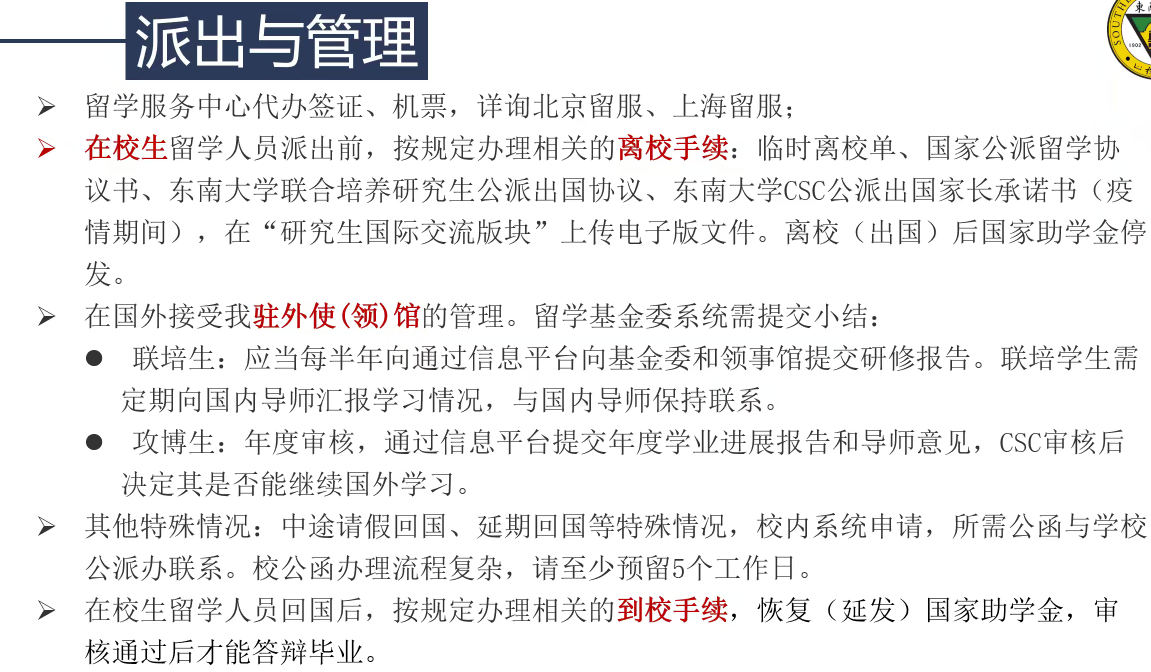 派出与管理
SOUTHE
東
1902
➢ 留学服务中心代办签证、机票，详询北京留服、上海留服；
➢ 在校生留学人员派出前，按规定办理相关的离校手续：临时离校单、国家公派留学协
议书、东南大学联合培养研究生公派出国协议、东南大学CSC公派出国家长承诺书（疫
情期间），在“研究生国际交流版块”上传电子版文件。离校（出国）后国家助学金停
发。
➢ 在国外接受我驻外使(领)馆的管理。留学基金委系统需提交小结：
● 联培生：应当每半年向通过信息平台向基金委和领事馆提交研修报告。联培学生需
定期向国内导师汇报学习情况，与国内导师保持联系。
● 攻博生：年度审核，通过信息平台提交年度学业进展报告和导师意见，CSC审核后
决定其是否能继续国外学习。
➢ 其他特殊情况：中途请假回国、延期回国等特殊情况，校内系统申请，所需公函与学校
公派办联系。校公函办理流程复杂，请至少预留5个工作日。
➢ 在校生留学人员回国后，按规定办理相关的到校手续，恢复（延发）国家助学金，审
核通过后才能答辩毕业。